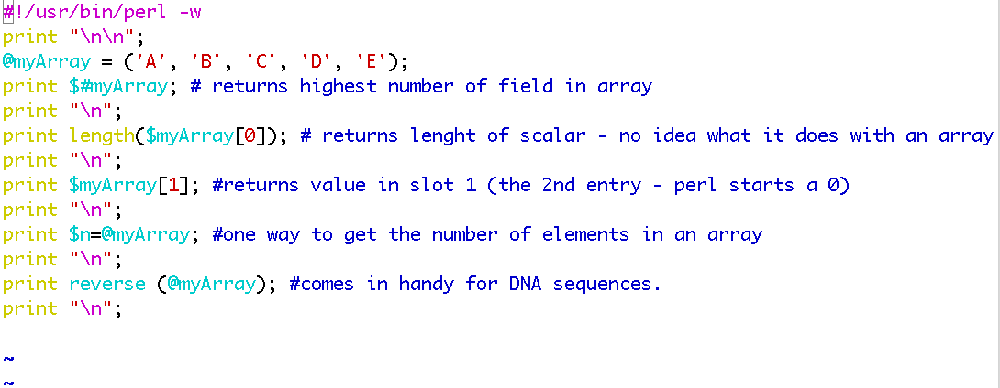 #!/usr/bin/perl -w
print "\n\n";
@myArray = ('A', 'B', 'C', 'D', 'E');
print $#myArray; # returns highest number of field in array
print "\n";
print length($myArray[0]); # returns lenght of scalar - no idea what it does with an array
print "\n";
print $myArray[1]; #returns value in slot 1 (the 2nd entry - perl starts a 0)
print "\n";
print $n=@myArray; #one way to get the number of elements in an array
print "\n";
print reverse (@myArray); #comes in handy for DNA sequences.
print "\n";
~
~